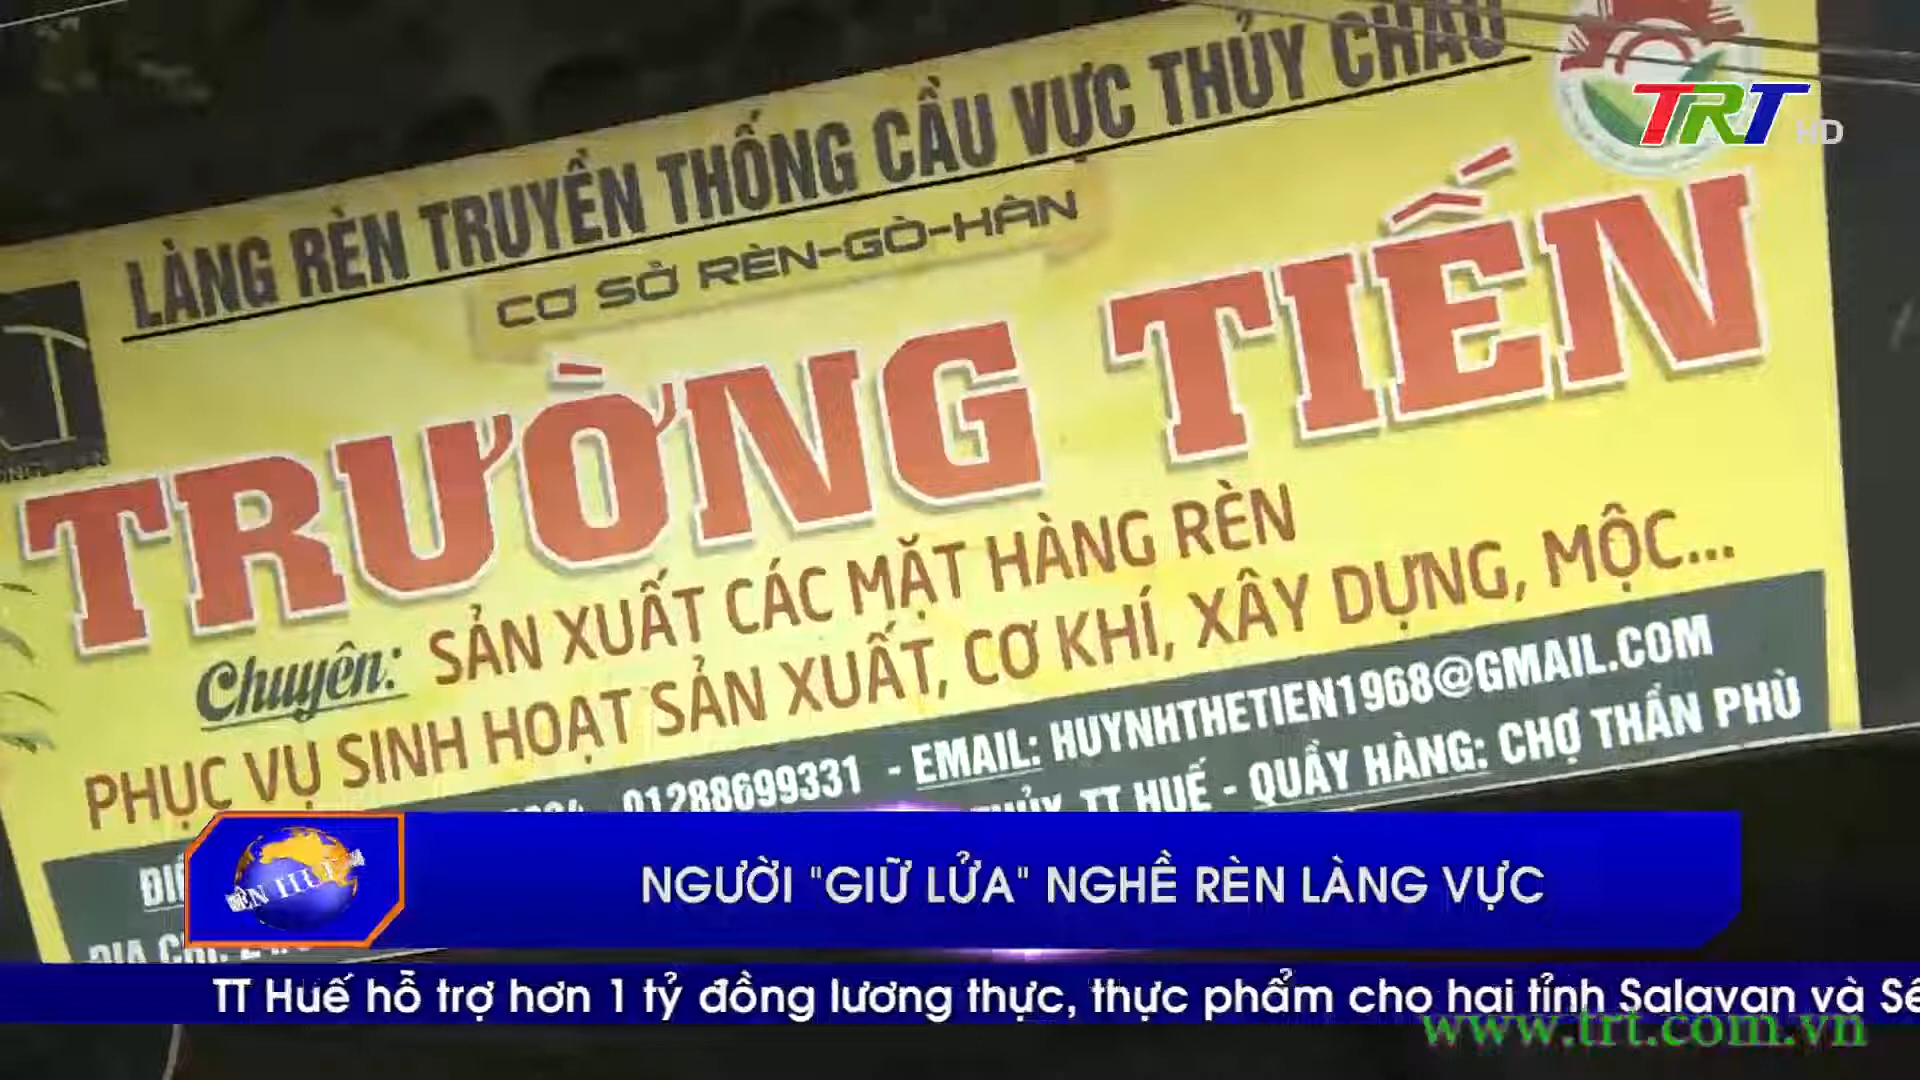 LÀNG RÈN TRUYỀN THỐNG CẦU VỰC THỦY CHÂU
TRT HD
CƠ SỞ RÈN-GÒ-HÀN
TRƯỜNG TIẾN
Chuyên: SẢN XUẤT CÁC MẶT HÀNG RÈN
PHỤC VỤ SINH HOẠT SẢN XUẤT, CƠ KHÍ, XÂY DỰNG, MỘC...
01288699331 - EMAIL: HUYNHTHETIEN1968@GMAIL.COM
TT HUẾ - QUẦY HÀNG: CHỢ THẦN PHÙ
NGƯỜI "GIỮ LỬA" NGHỀ RÈN LÀNG VỰC
TT Huế hỗ trợ hơn 1 tỷ đồng lương thực, thực phẩm cho hai tỉnh Salavan và
www.trt.com.vn